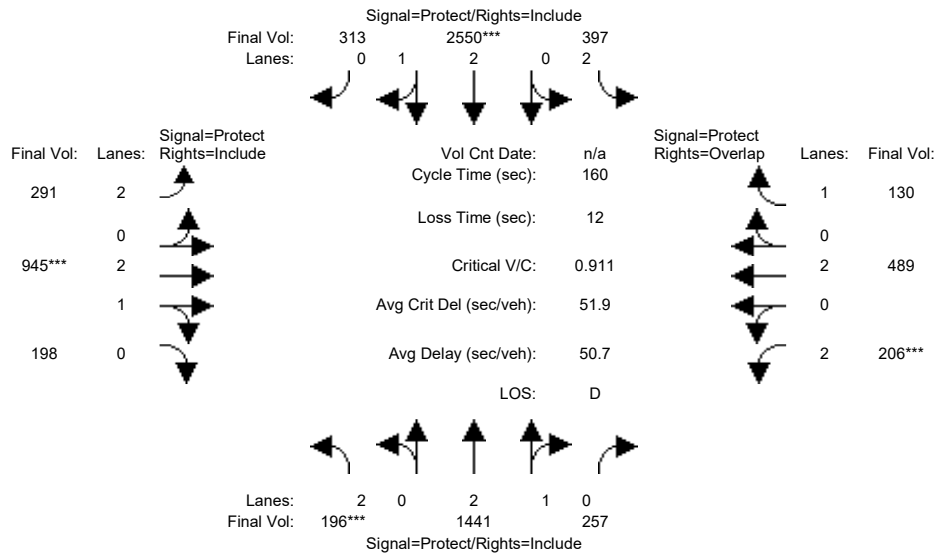 Signal=Protect/Rights=Include
Final Vol: 313 2550*** 397
Lanes: 0 1 2 0 2
Signal=Protect
Final Vol: Lanes: Rights=Include
Vol Cnt Date: n/a
Signal=Protect
Rights=Overlap Lanes: Final Vol:
Cycle Time (sec): 160
291 2
1 130
Loss Time (sec): 12
0
0
945*** 2
Critical V/C: 0.911
2 489
1
Avg Crit Del (sec/veh): 51.9
0
198 0
Avg Delay (sec/veh): 50.7
2 206***
LOS: D
Lanes: 2 0 2 1 0
Final Vol: 196*** 1441 257
Signal=Protect/Rights=Include